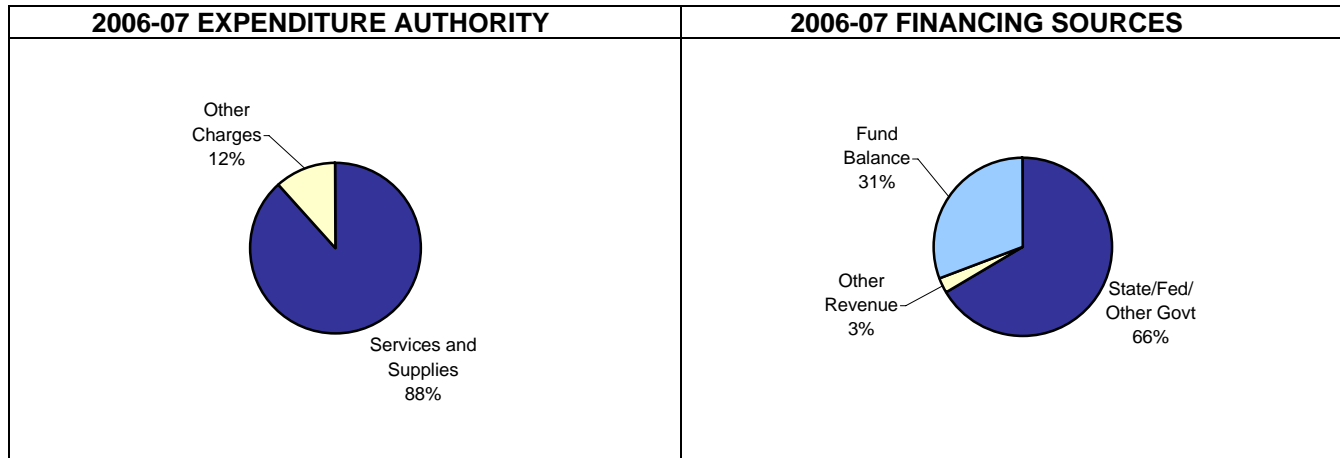 2006-07 EXPENDITURE AUTHORITY
Other
Charges
12%
Services and
Supplies
88%
2006-07 FINANCING SOURCES
Fund
Balance
31%
Other
Revenue
3%
State/Fed/
Other Govt
66%